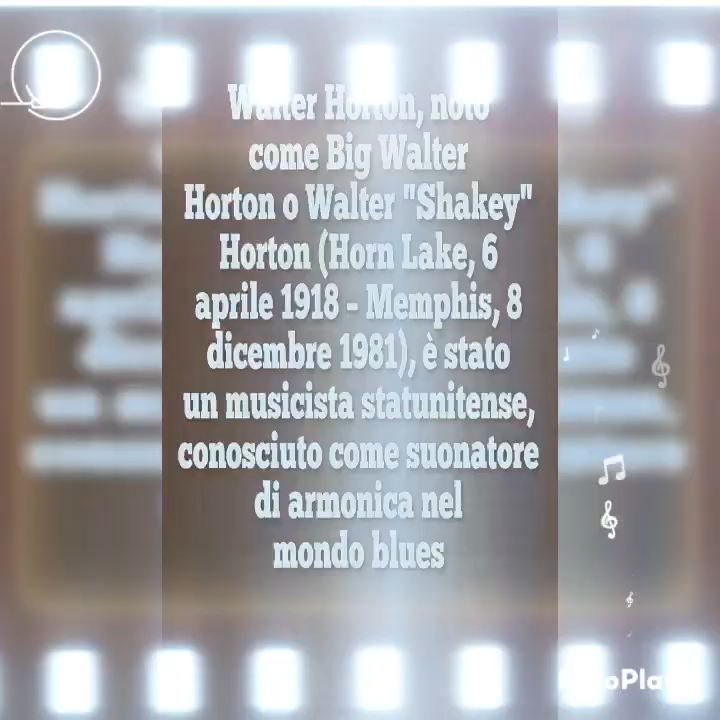 Walter Horton, noto
come Big Walter
Horton o Walter "Shakey"
Horton (Horn Lake, 6
aprile 1918 - Memphis, 8
dicembre 1981), è stato
un musicista statunitense,
conosciuto come suonatore
di armonica nel
mondo blues